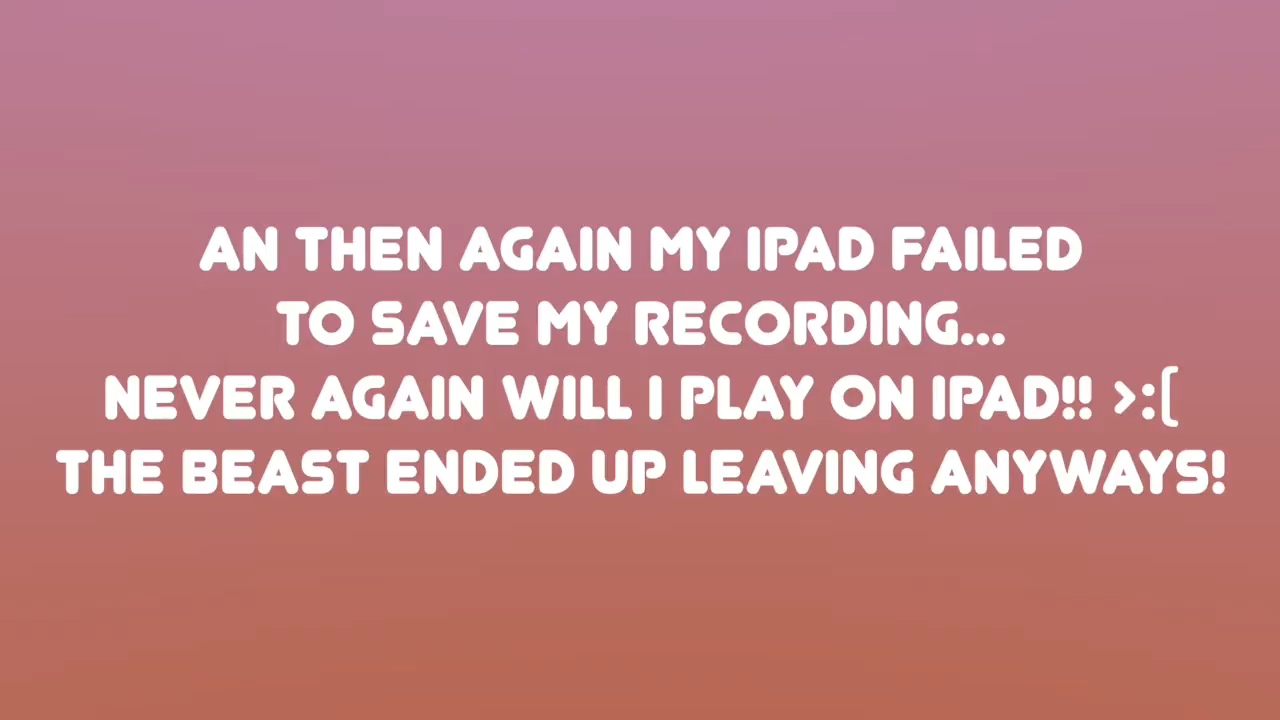 AN THEN AGAIN MY IPAD FAILED
TO SAVE MY RECORDING...
NEVER AGAIN WILL I PLAY ON IPAD!! >:(
THE BEAST ENDED UP LEAVING ANYWAYS!